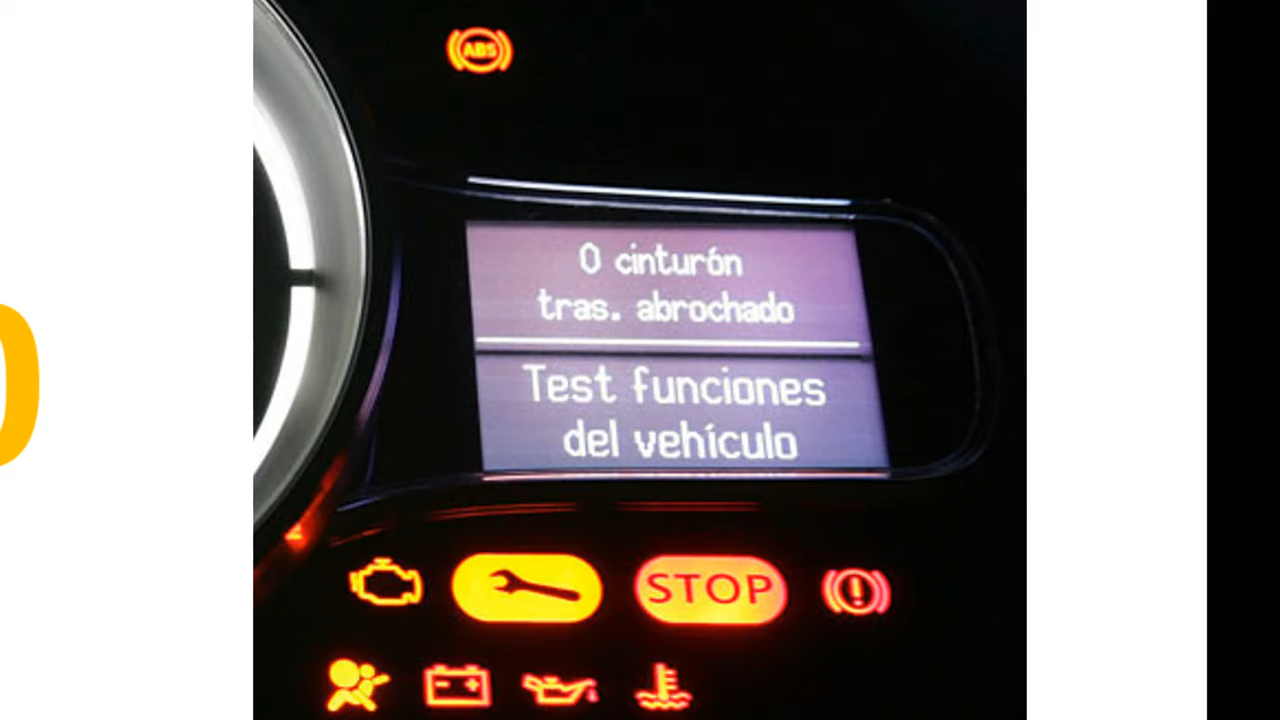 ABS
0 cinturón
tras. abrochado
Test funciones
del vehículo
STOP